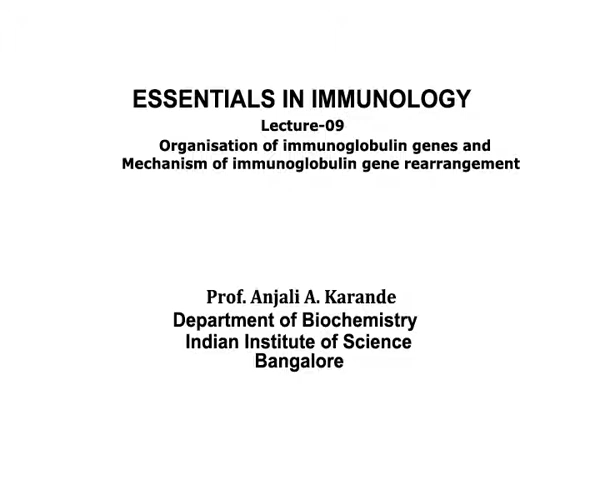 ESSENTIALS IN IMMUNOLOGY
Lecture-09
Organisation of immunoglobulin genes and
Mechanism of immunoglobulin gene rearrangement
Prof. Anjali A. Karande
Department of Biochemistry
Indian Institute of Science
Bangalore